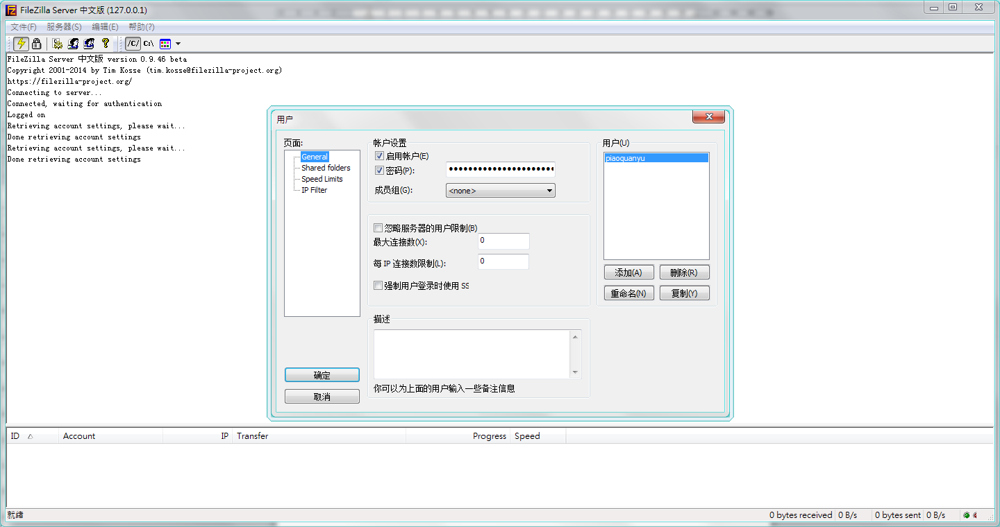 FileZilla Server 中文版 (127.0.0.1)
文件(F) 服务器(S) 编辑(E) 帮助(?)
/C/ C:\
FileZilla Server 中文版 version 0.9.46 beta
Copyright 2001-2014 by Tim Kosse (tim.kosse@filezilla-project.org)
https://filezilla-project.org/
Connecting to server...
Connected, waiting for authentication
Logged on
Retrieving account settings, please wait...
Done retrieving account settings
Retrieving account settings, please wait...
Done retrieving account settings
用户
页面:
General
Shared folders
Speed Limits
IP Filter
帐户设置
启用帐户(E)
密码(P):
成员组(G): <none>
忽略服务器的用户限制(B)
最大连接数(X): 0
每 IP 连接数限制(L): 0
强制用户登录时使用 SS
描述
你可以为上面的用户输入一些备注信息
用户(U)
piaoquanyu
添加(A) 删除(R)
重命名(N) 复制(Y)
确定
取消
ID Account IP Transfer Progress Speed
就绪 0 bytes received 0 B/s 0 bytes sent 0 B/s